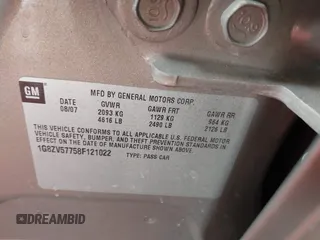 GM
MFD BY GENERAL MOTORS CORP.
DATE GVWR GAWR FRT GAWR RR
08/07 2093 KG 1129 KG 964 KG
4616 LB 2490 LB 2126 LB
THIS VEHICLE CONFORMS TO ALL APPLICABLE U.S. FEDERAL MOTOR
VEHICLE SAFETY, BUMPER, AND THEFT PREVENTION STANDARDS
IN EFFECT ON THE DATE OF MANUFACTURE SHOWN ABOVE.
1G8ZV57758F121022 TYPE: PASS CAR
1DREAMBID